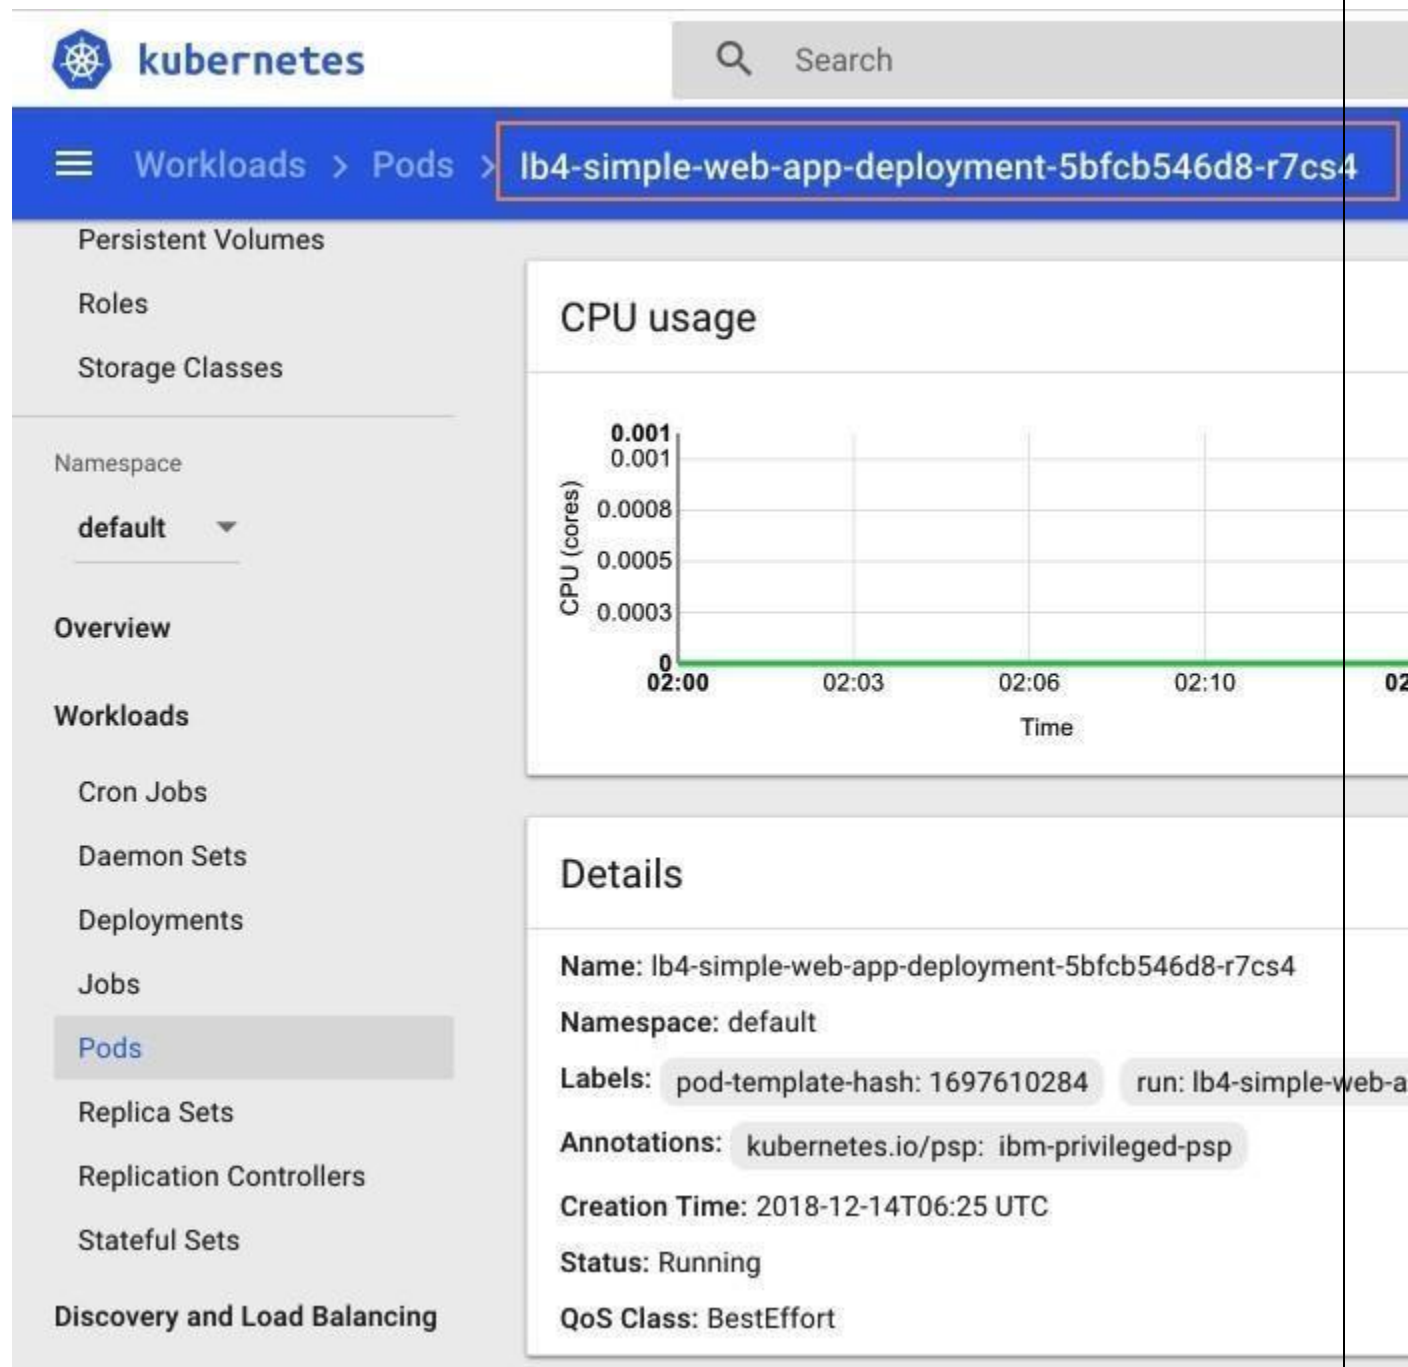 kubernetes
Search
Workloads > Pods > lb4-simple-web-app-deployment-5bfcb546d8-r7cs4
Persistent Volumes
Roles
Storage Classes
Namespace
default
Overview
Workloads
Cron Jobs
Daemon Sets
Deployments
Jobs
Pods
Replica Sets
Replication Controllers
Stateful Sets
Discovery and Load Balancing
CPU usage
CPU (cores)
0.001
0.001
0.0008
0.0005
0.0003
0
02:00 02:03 02:06 02:10 02
Time
Details
Name: lb4-simple-web-app-deployment-5bfcb546d8-r7cs4
Namespace: default
Labels: pod-template-hash: 1697610284 run: lb4-simple-web-a
Annotations: kubernetes.io/psp: ibm-privileged-psp
Creation Time: 2018-12-14T06:25 UTC
Status: Running
QoS Class: BestEffort